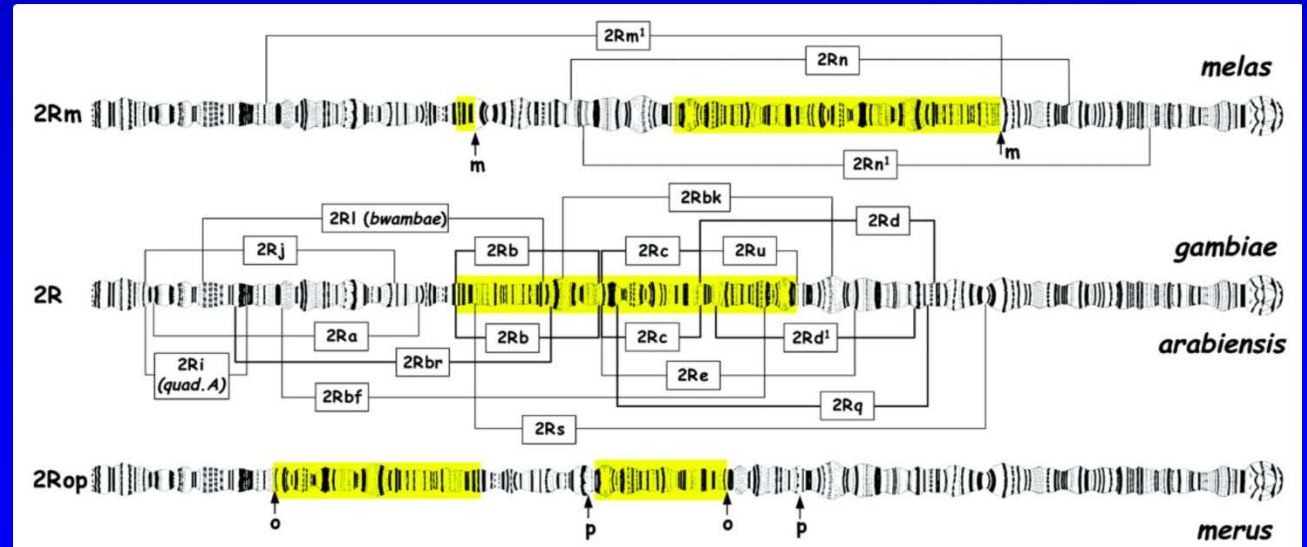 2Rm¹
2Rn
melas
2Rm
m
m
2Rn¹
2Rbk
2Rl (bwambae)
2Rd
2Rj
2Rb
2Rc
2Ru
gambiae
2R
2Ra
2Rb
2Rc
2Rd¹
arabiensis
2Ri
(quad. A)
2Rbr
2Re
2Rbf
2Rq
2Rs
2Rop
o
p
o
p
merus